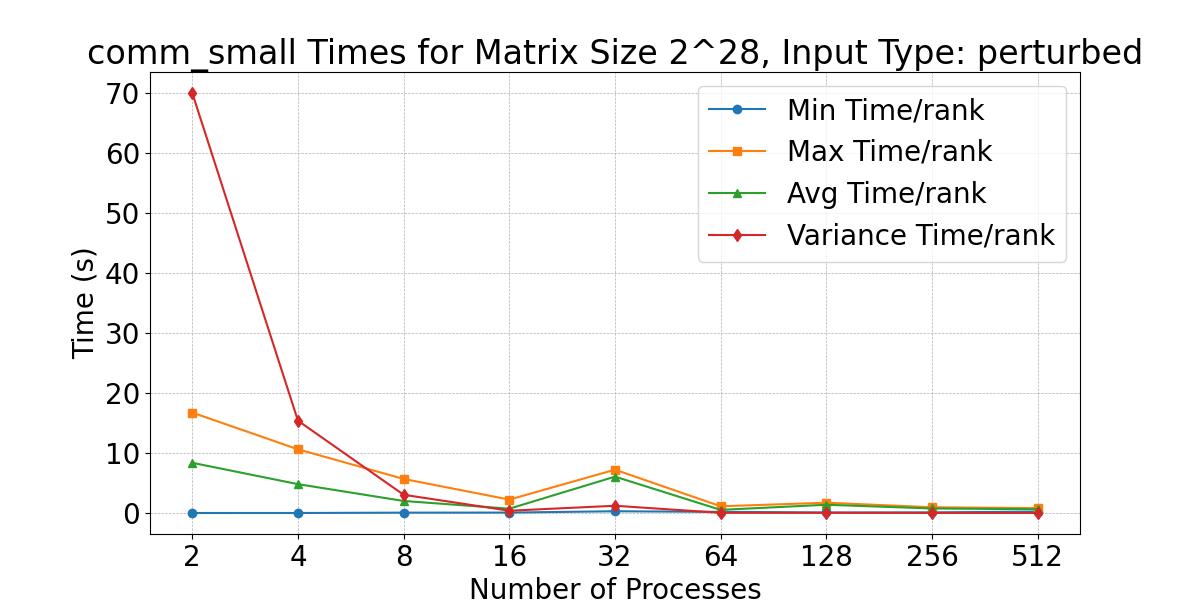 comm_small Times for Matrix Size 2^28, Input Type: perturbed
Min Time/rank
Max Time/rank
Avg Time/rank
Variance Time/rank
Time (s)
70
60
50
40
30
20
10
0
2 4 8 16 32 64 128 256 512
Number of Processes